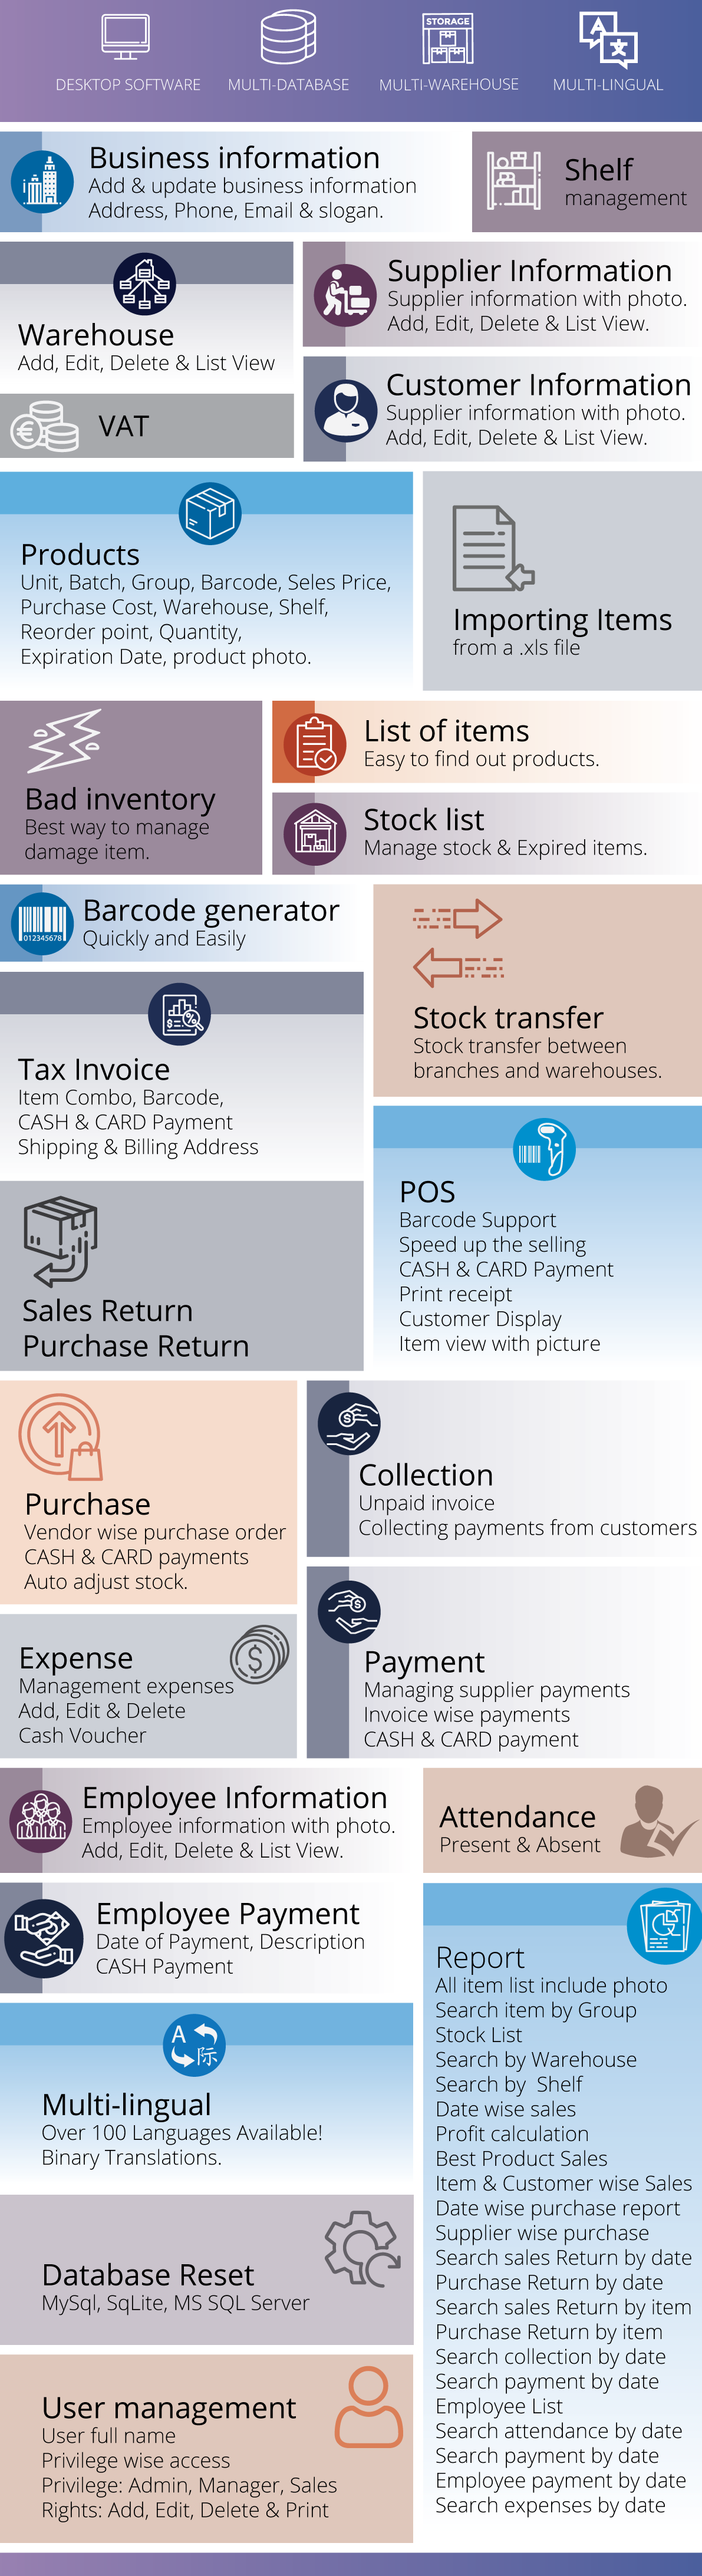 STORAGE
DESKTOP SOFTWARE
MULTI-DATABASE
MULTI-WAREHOUSE
MULTI-LINGUAL
Business information
Add & update business information
Address, Phone, Email & slogan.
Shelf
management
Warehouse
Add, Edit, Delete & List View
Supplier Information
Supplier information with photo.
Add, Edit, Delete & List View.
VAT
Customer Information
Supplier information with photo.
Add, Edit, Delete & List View.
Products
Unit, Batch, Group, Barcode, Seles Price,
Purchase Cost, Warehouse, Shelf,
Reorder point, Quantity,
Expiration Date, product photo.
Importing Items
from a .xls file
Bad inventory
Best way to manage
damage item.
List of items
Easy to find out products.
Stock list
Manage stock & Expired items.
012345678
Barcode generator
Quickly and Easily
Stock transfer
Stock transfer between
branches and warehouses.
Tax Invoice
Item Combo, Barcode,
CASH & CARD Payment
Shipping & Billing Address
POS
Barcode Support
Speed up the selling
CASH & CARD Payment
Print receipt
Customer Display
Item view with picture
Sales Return
Purchase Return
Purchase
Vendor wise purchase order
CASH & CARD payments
Auto adjust stock.
Collection
Unpaid invoice
Collecting payments from customers
Expense
Management expenses
Add, Edit & Delete
Cash Voucher
Payment
Managing supplier payments
Invoice wise payments
CASH & CARD payment
Employee Information
Employee information with photo.
Add, Edit, Delete & List View.
Attendance
Present & Absent
Employee Payment
Date of Payment, Description
CASH Payment
Report
All item list include photo
Search item by Group
Stock List
Search by Warehouse
Search by  Shelf
Date wise sales
Profit calculation
Best Product Sales
Item & Customer wise Sales
Date wise purchase report
Supplier wise purchase
Search sales Return by date
Purchase Return by date
Search sales Return by item
Purchase Return by item
Search collection by date
Search payment by date
Employee List
Search attendance by date
Search payment by date
Employee payment by date
Search expenses by date
Multi-lingual
Over 100 Languages Available!
Binary Translations.
Database Reset
MySql, SqLite, MS SQL Server
User management
User full name
Privilege wise access
Privilege: Admin, Manager, Sales
Rights: Add, Edit, Delete & Print